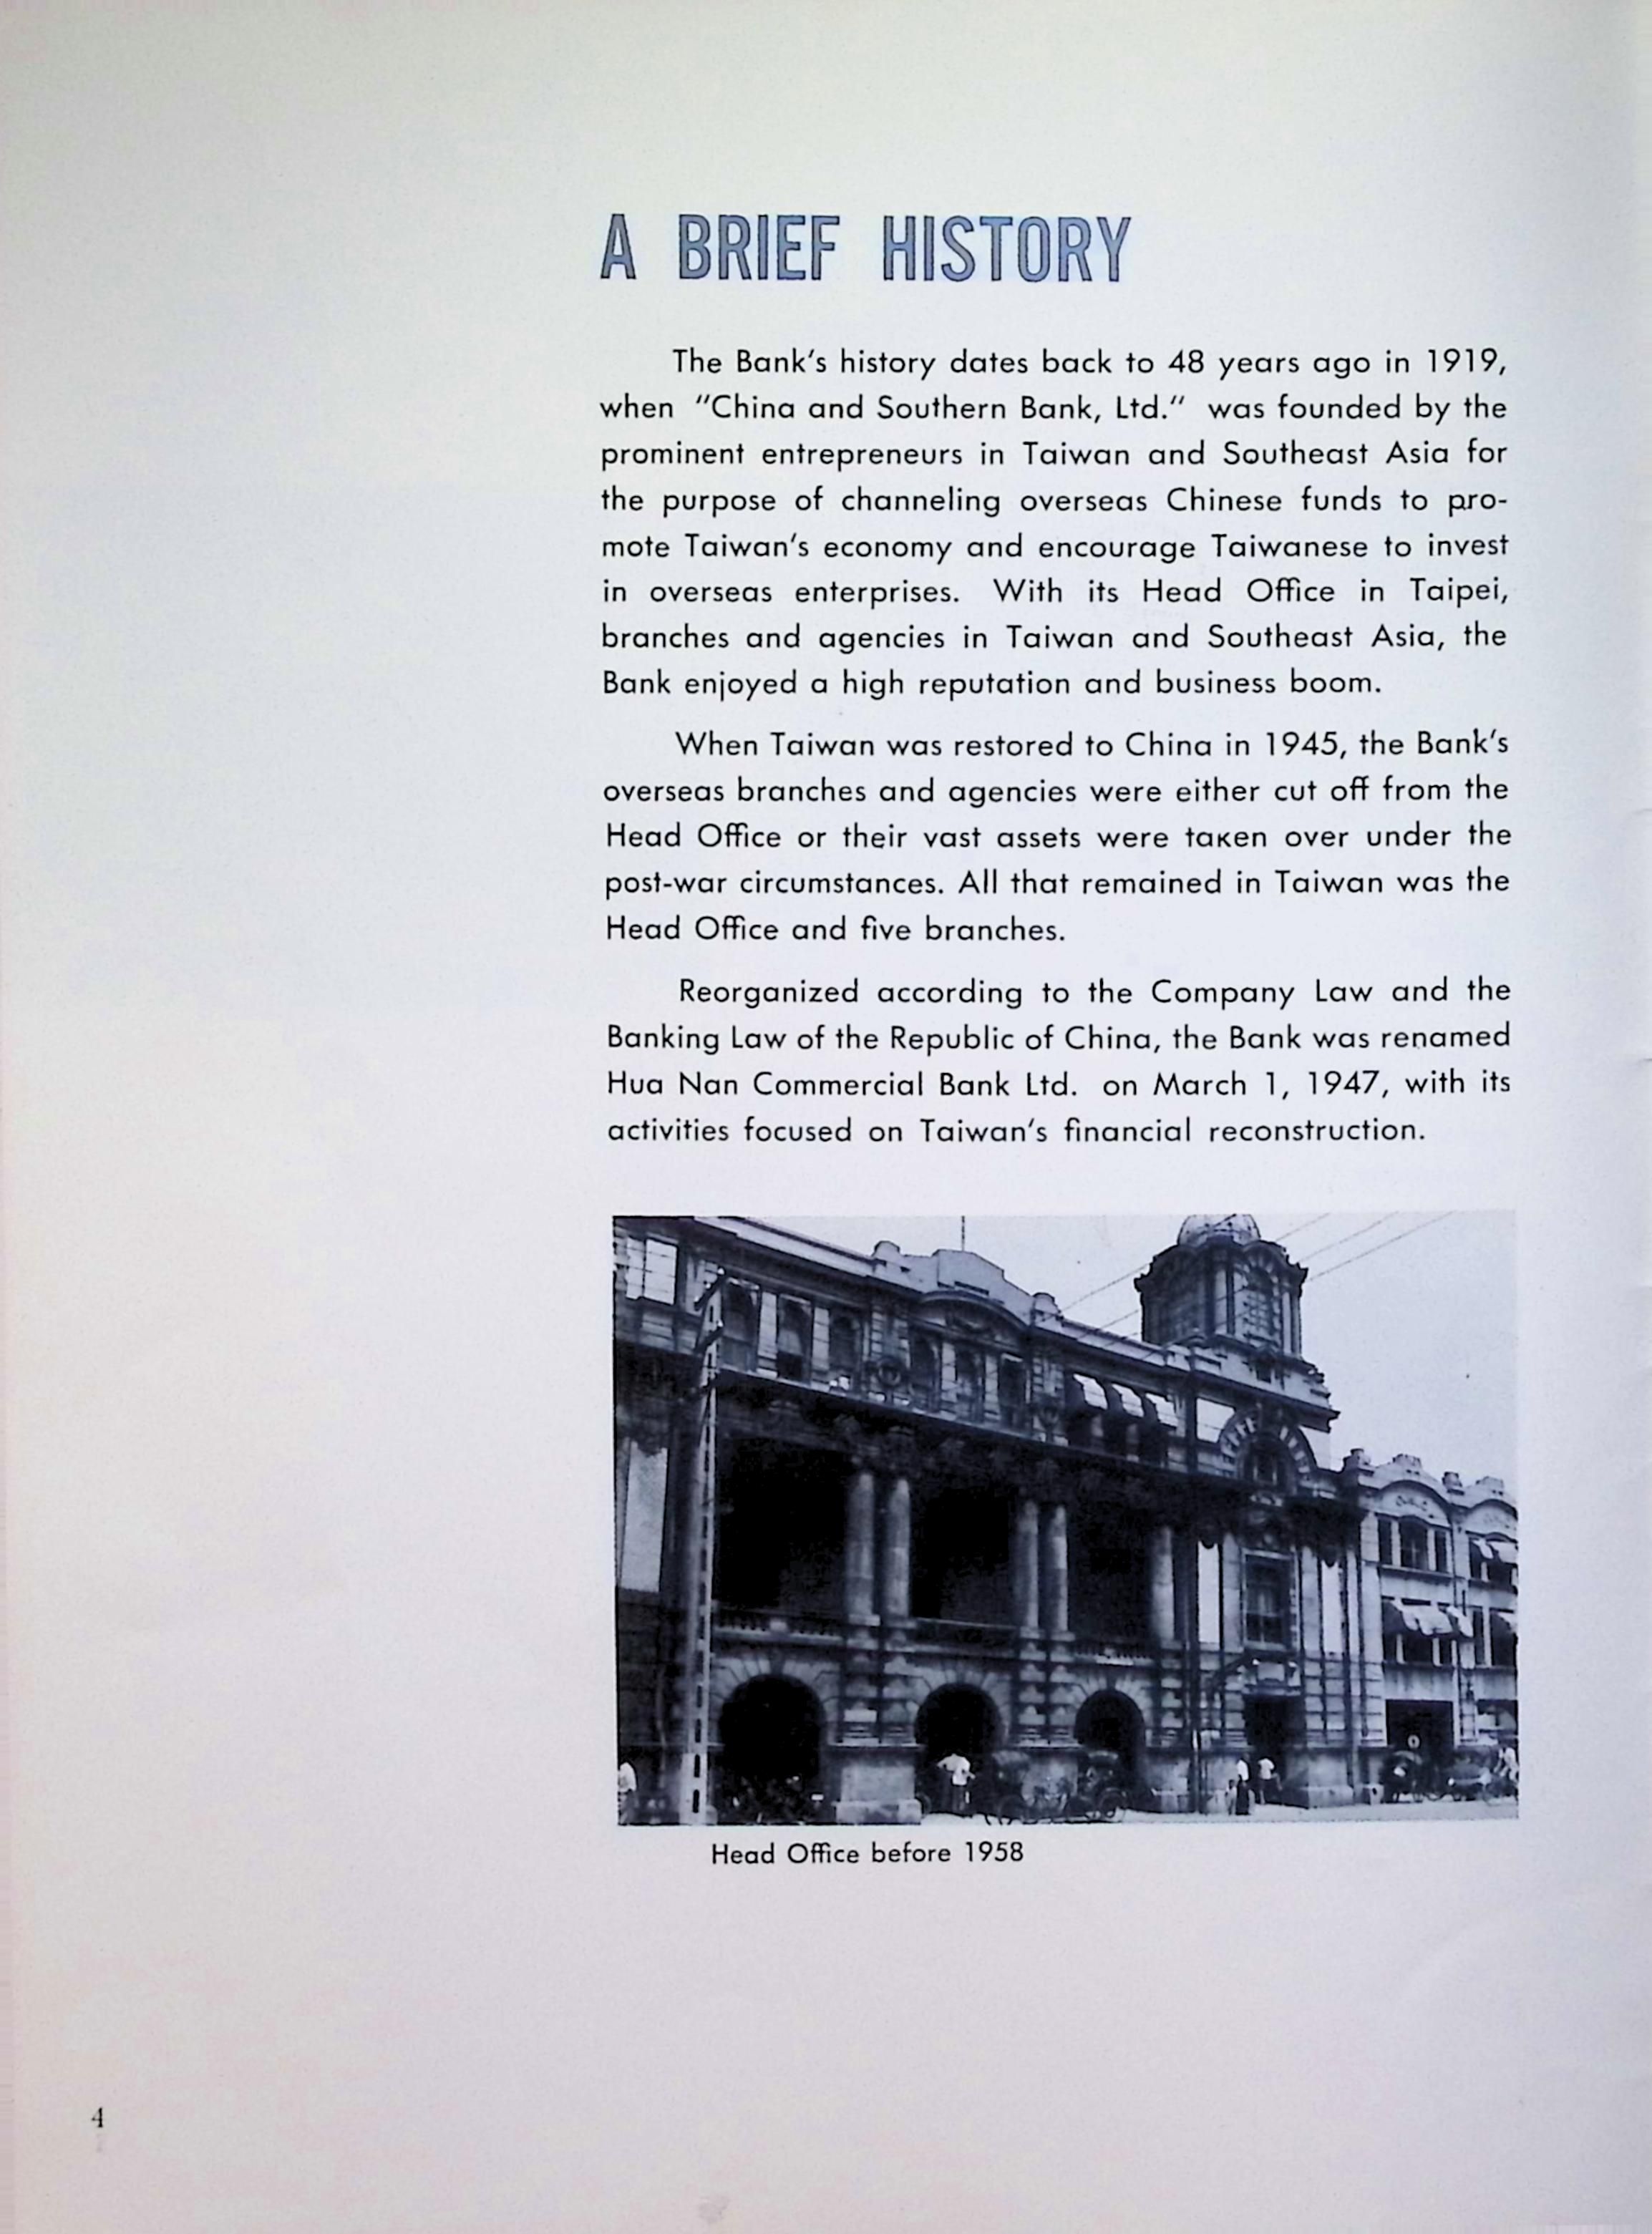 A BRIEF HISTORY
The Bank's history dates back to 48 years ago in 1919,
when "China and Southern Bank, Ltd." was founded by the
prominent entrepreneurs in Taiwan and Southeast Asia for
the purpose of channeling overseas Chinese funds to pro-
mote Taiwan's economy and encourage Taiwanese to invest
in overseas enterprises. With its Head Office in Taipei,
branches and agencies in Taiwan and Southeast Asia, the
Bank enjoyed a high reputation and business boom.
When Taiwan was restored to China in 1945, the Bank's
overseas branches and agencies were either cut off from the
Head Office or their vast assets were taken over under the
post-war circumstances. All that remained in Taiwan was the
Head Office and five branches.
Reorganized according to the Company Law and the
Banking Law of the Republic of China, the Bank was renamed
Hua Nan Commercial Bank Ltd. on March 1, 1947, with its
activities focused on Taiwan's financial reconstruction.
Head Office before 1958
4